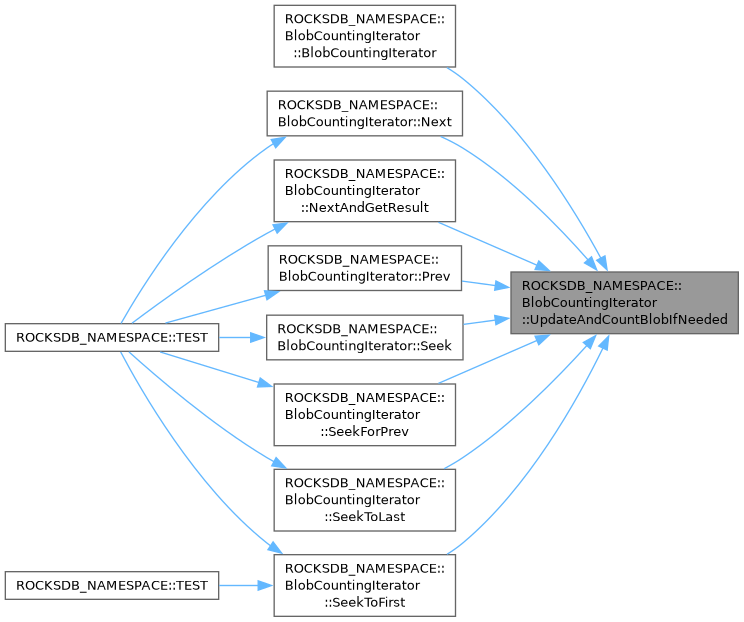 ROCKSDB_NAMESPACE::
BlobCountingIterator
::BlobCountingIterator
ROCKSDB_NAMESPACE::
BlobCountingIterator::Next
ROCKSDB_NAMESPACE::
BlobCountingIterator
::NextAndGetResult
ROCKSDB_NAMESPACE::
BlobCountingIterator::Prev
ROCKSDB_NAMESPACE::
BlobCountingIterator
::UpdateAndCountBlobIfNeeded
ROCKSDB_NAMESPACE::TEST
ROCKSDB_NAMESPACE::
BlobCountingIterator::Seek
ROCKSDB_NAMESPACE::
BlobCountingIterator
::SeekForPrev
ROCKSDB_NAMESPACE::
BlobCountingIterator
::SeekToLast
ROCKSDB_NAMESPACE::TEST
ROCKSDB_NAMESPACE::
BlobCountingIterator
::SeekToFirst